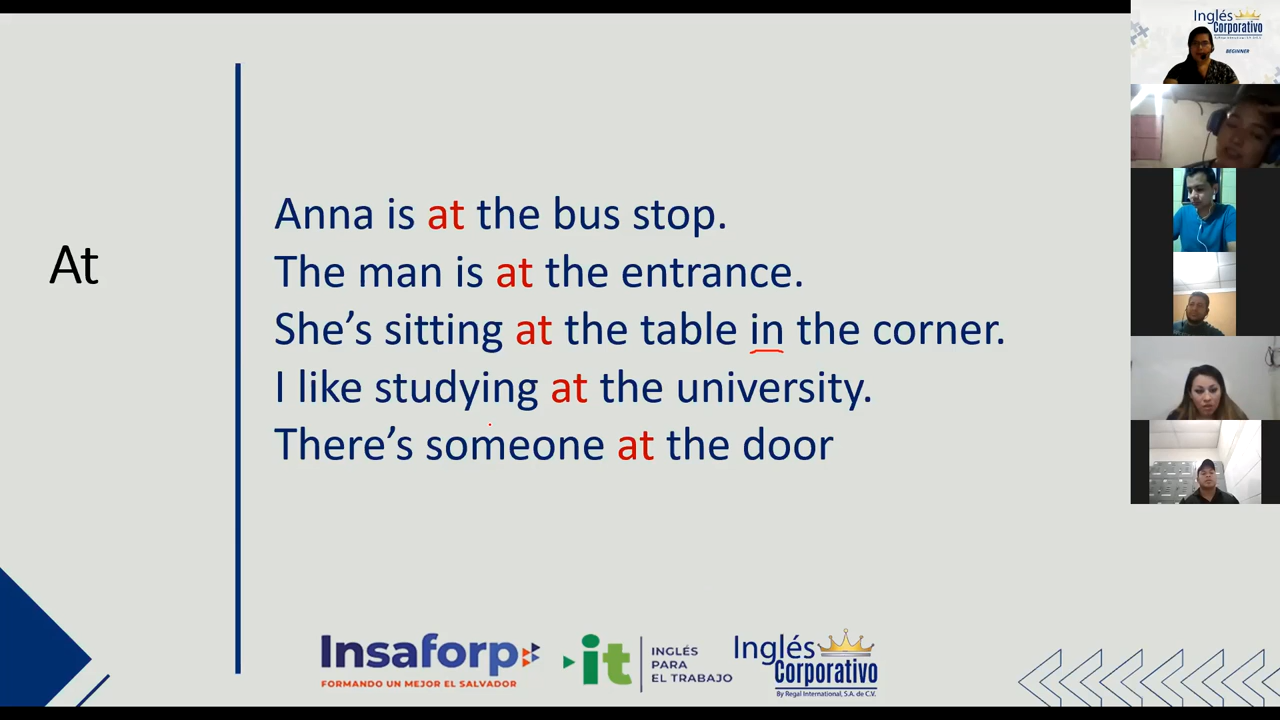 At
Anna is at the bus stop.
The man is at the entrance.
She’s sitting at the table in the corner.
I like studying at the university.
There’s someone at the door
Insaforp
FORMANDO UN MEJOR EL SALVADOR
it
INGLÉS
PARA
EL TRABAJO
Inglés
Corporativo
By Regal International, S.A. de C.V.
Inglés
Corporativo
BEGINNER